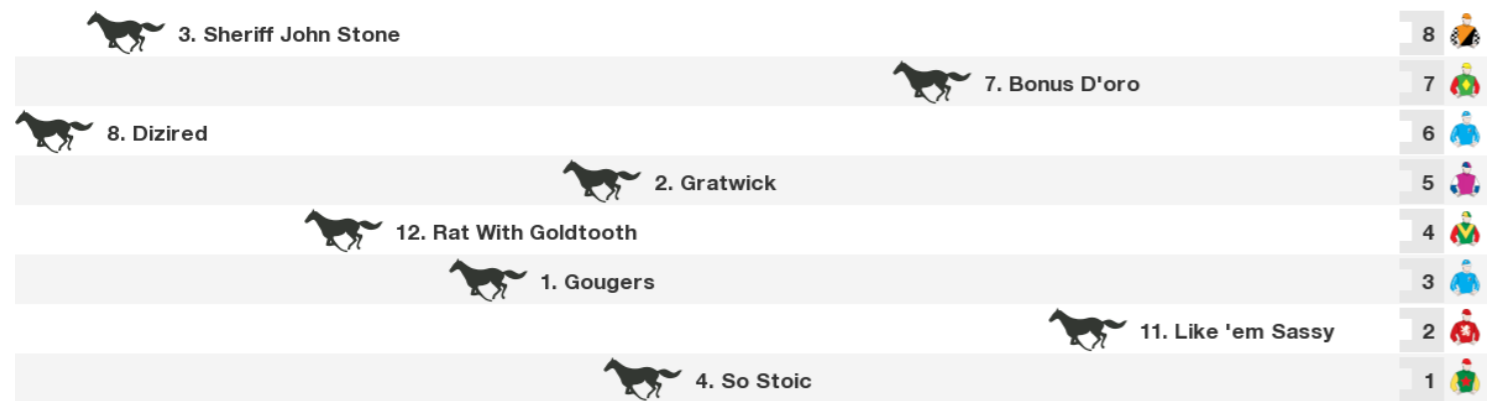 3. Sheriff John Stone 8
7. Bonus D'oro 7
8. Dizired 6
2. Gratwick 5
12. Rat With Goldtooth 4
1. Gougers 3
11. Like 'em Sassy 2
4. So Stoic 1